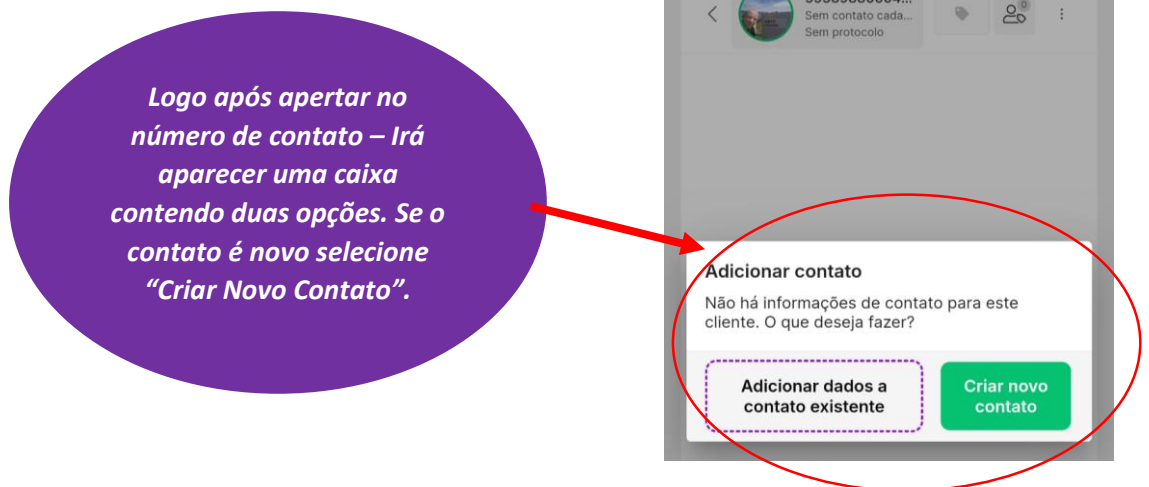 Logo após apertar no
número de contato – Irá
aparecer uma caixa
contendo duas opções. Se o
contato é novo selecione
“Criar Novo Contato”.
Sem contato cada...
Sem protocolo
0
Adicionar contato
Não há informações de contato para este
cliente. O que deseja fazer?
Adicionar dados a
contato existente
Criar novo
contato